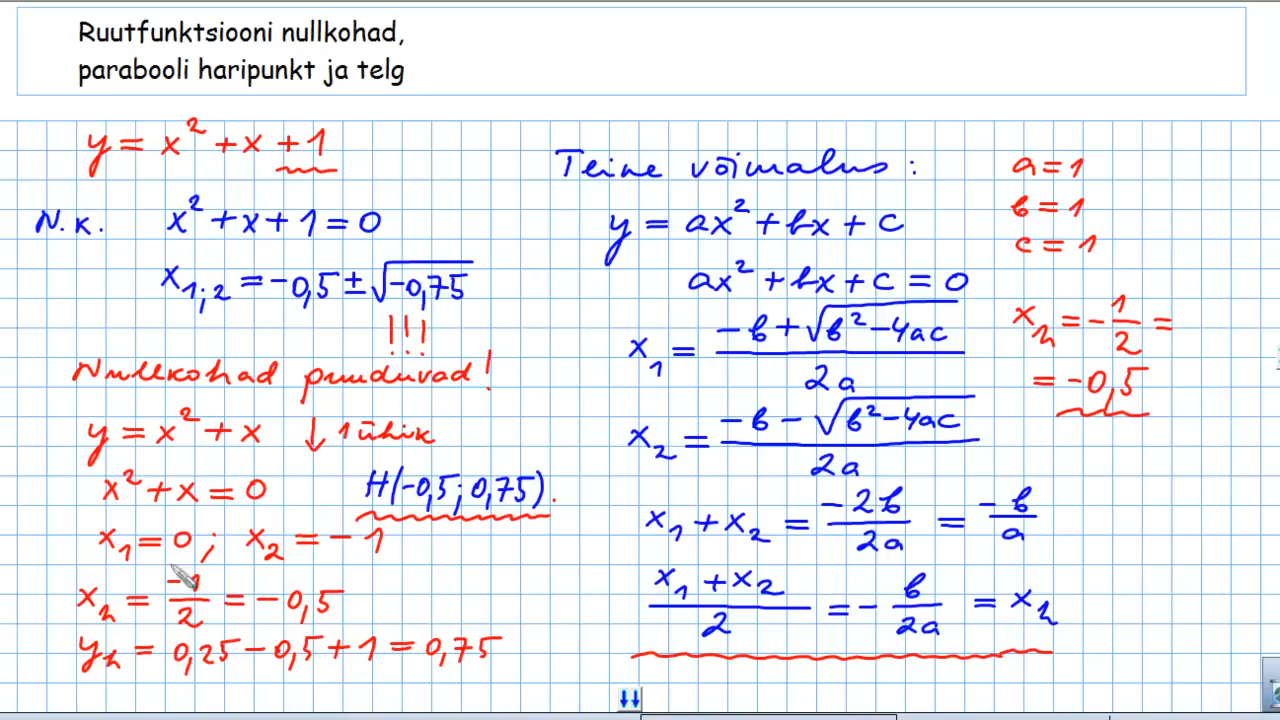 Ruutfunktsiooni nullkohad,
parabooli haripunkt ja telg
y = x² + x + 1
N.K. x² + x + 1 = 0
x₁;₂ = -0,5 ± √-0,75
!!!
Nullkohad puuduvad!
y = x² + x ↓ 1 ühik
x² + x = 0
H(-0,5; 0,75).
x₁ = 0; x₂ = -1
xₕ = -1/2 = -0,5
yₕ = 0,25 - 0,5 + 1 = 0,75
Teine võimalus:
y = ax² + bx + c
ax² + bx + c = 0
x₁ = (-b + √(b² - 4ac))/2a
x₂ = (-b - √(b² - 4ac))/2a
x₁ + x₂ = -2b/2a = -b/a
(x₁ + x₂)/2 = -b/2a = xₕ
a = 1
b = 1
c = 1
xₕ = -1/2 =
= -0,5